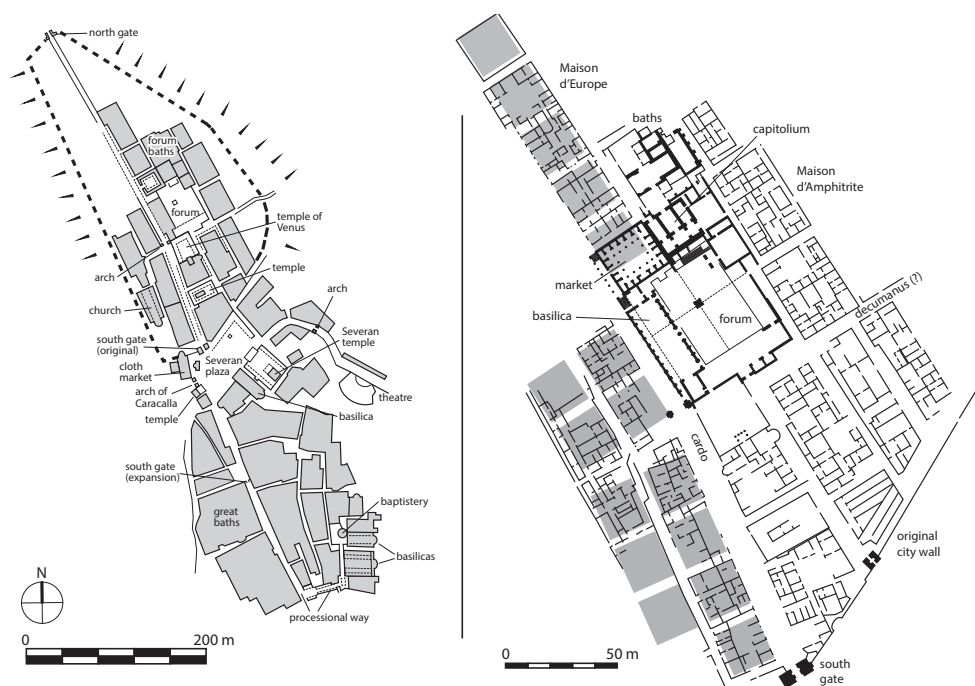 north gate
forum
baths
forum
temple of
Venus
arch
temple
church
arch
south gate
(original)
Severan
temple
cloth
market
Severan
plaza
arch of
Caracalla
theatre
temple
basilica
south gate
(expansion)
great
baths
baptistery
basilicas
processional way
N
0
200 m
Maison
d'Europe
baths
capitolium
Maison
d'Amphitrite
market
decumanus (?)
basilica
forum
cardo
original
city wall
south
gate
0
50 m